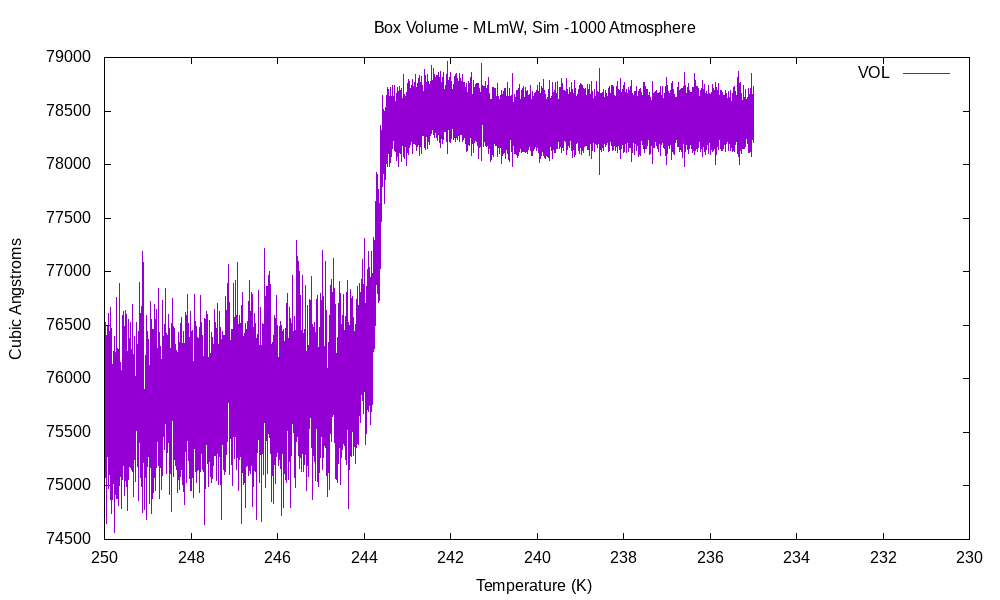 Box Volume - MLmW, Sim -1000 Atmosphere
VOL
79000
78500
78000
77500
77000
76500
76000
75500
75000
74500
Cubic Angstroms
250 248 246 244 242 240 238 236 234 232 230
Temperature (K)